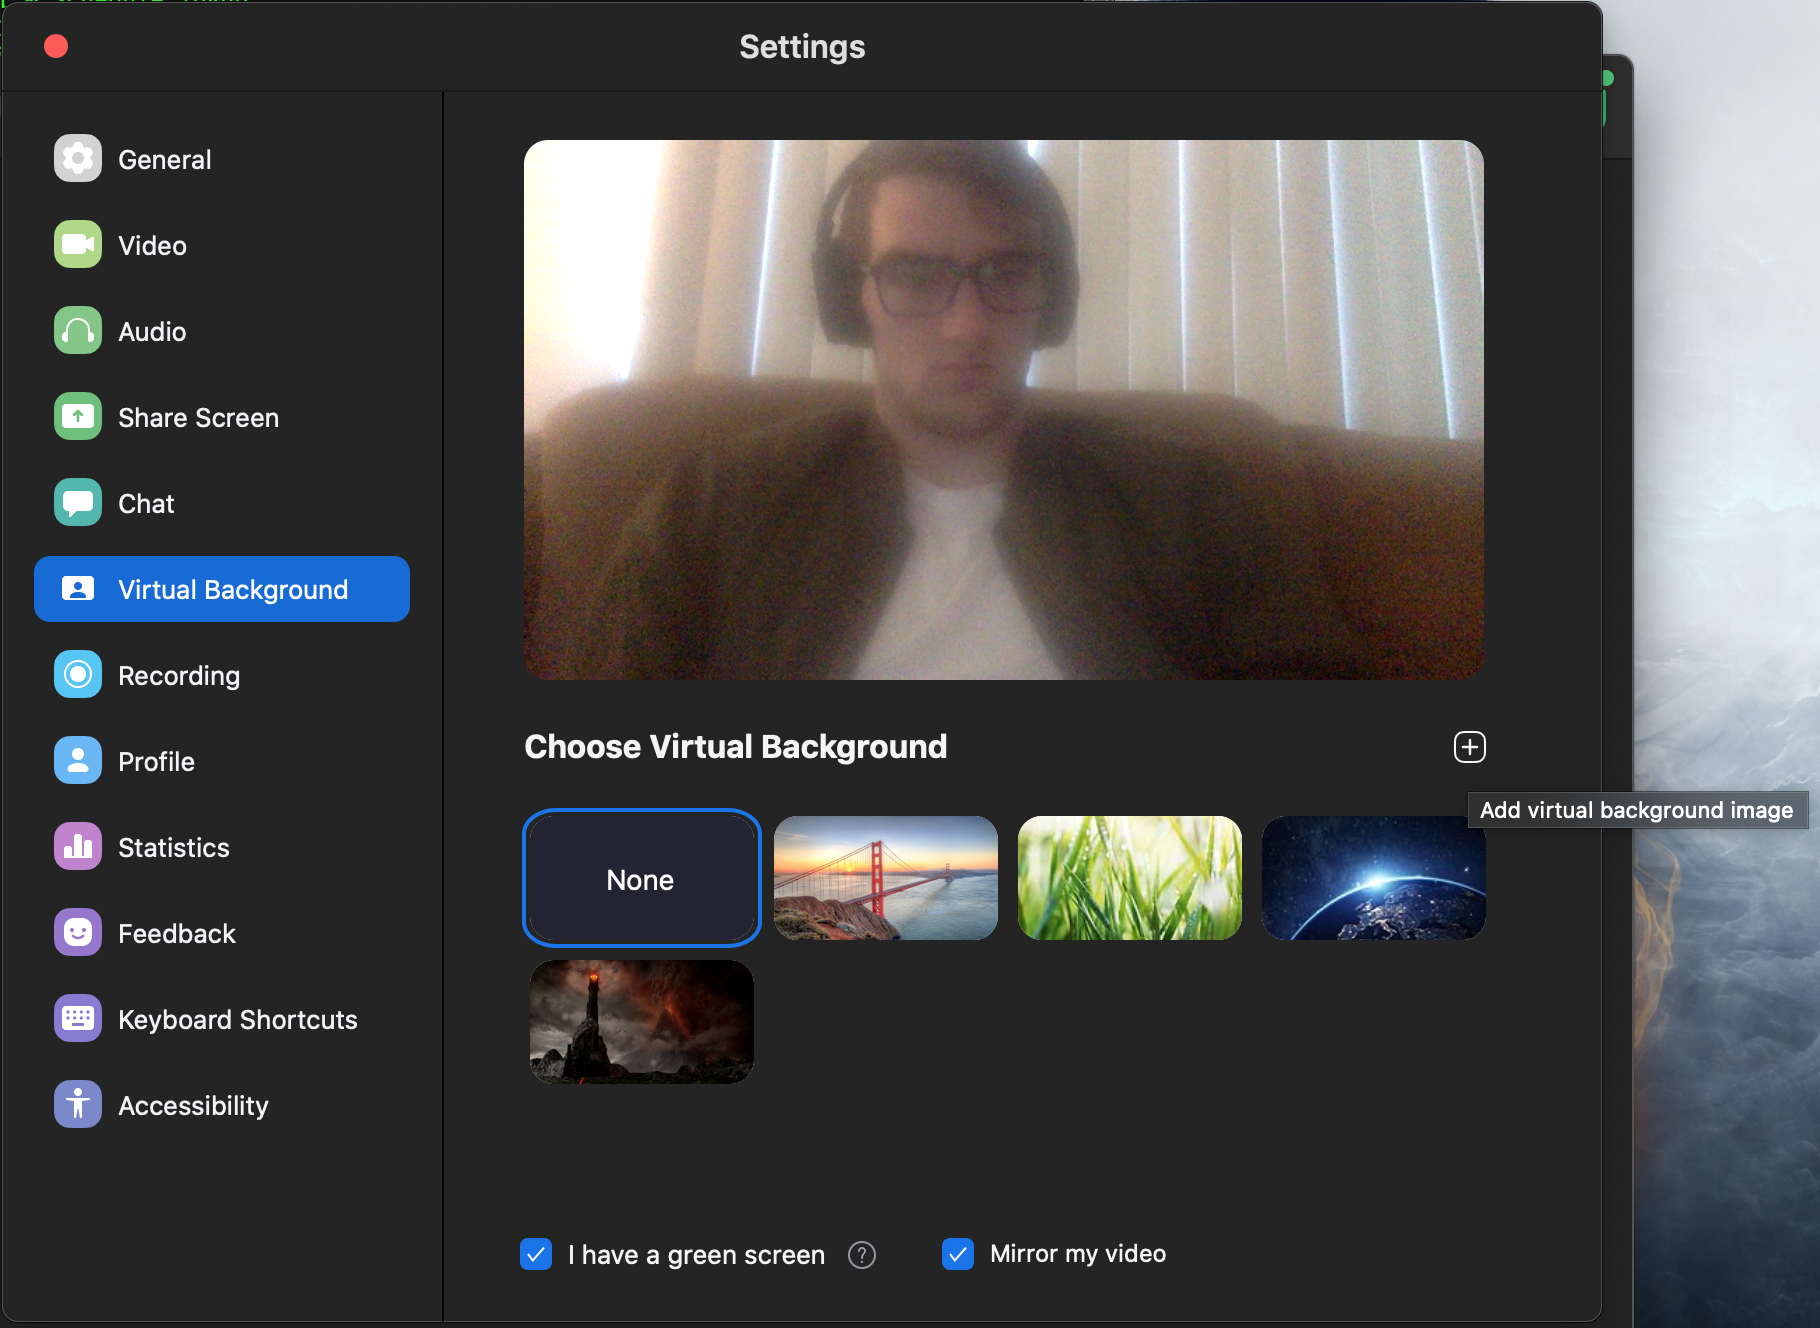 Settings
General
Video
Audio
Share Screen
Chat
Virtual Background
Recording
Profile
Statistics
Feedback
Keyboard Shortcuts
Accessibility
Choose Virtual Background
Add virtual background image
None
I have a green screen
?
Mirror my video